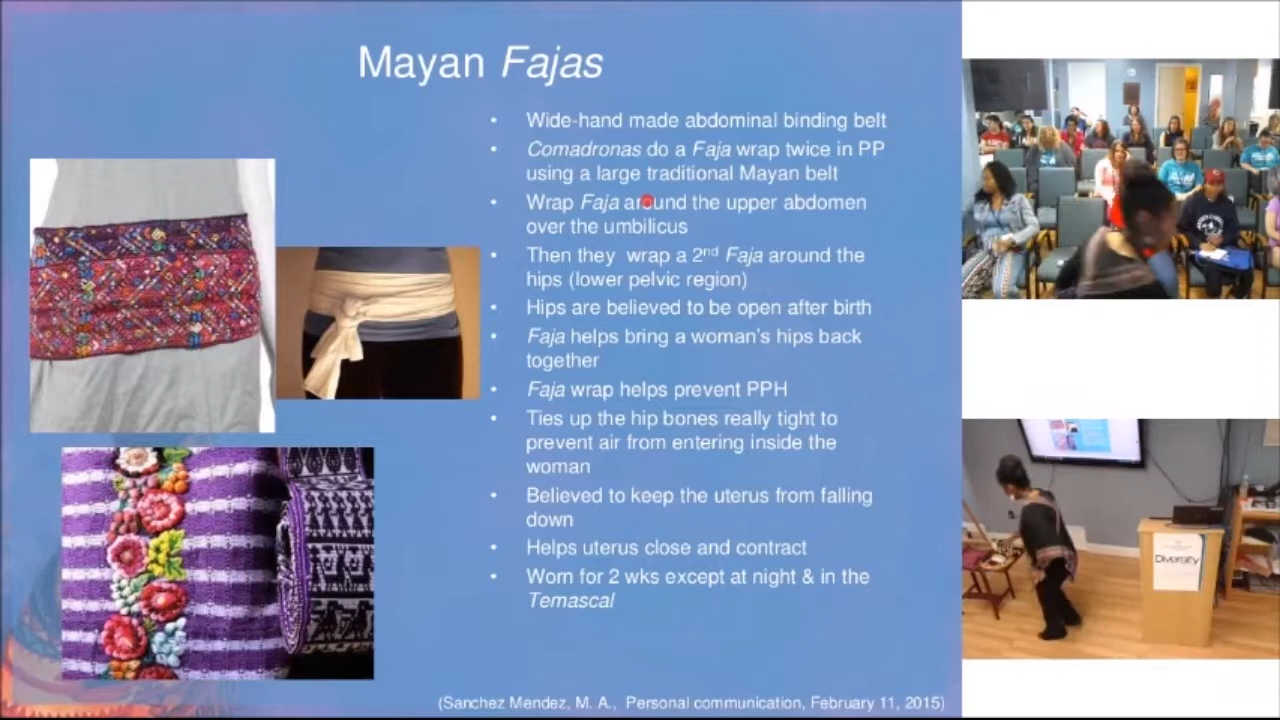 Mayan Fajas
• Wide-hand made abdominal binding belt
• Comadronas do a Faja wrap twice in PP
using a large traditional Mayan belt
• Wrap Faja around the upper abdomen
over the umbilicus
• Then they wrap a 2nd Faja around the
hips (lower pelvic region)
• Hips are believed to be open after birth
• Faja helps bring a woman's hips back
together
• Faja wrap helps prevent PPH
• Ties up the hip bones really tight to
prevent air from entering inside the
woman
• Believed to keep the uterus from falling
down
• Helps uterus close and contract
• Worn for 2 wks except at night & in the
Temascal
(Sanchez Mendez, M. A., Personal communication, February 11, 2015)
Diversity